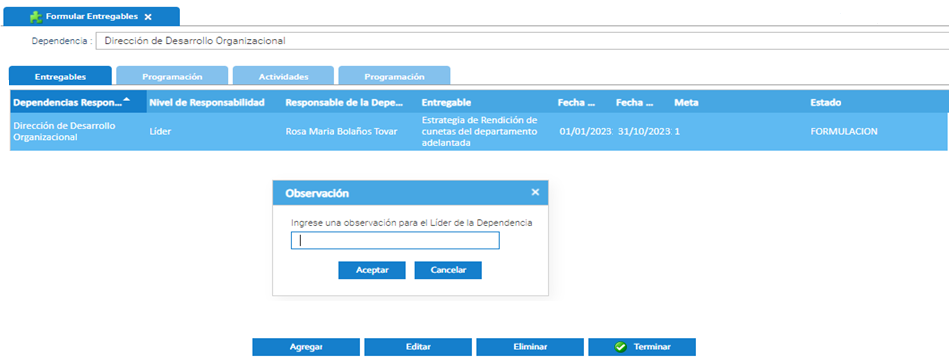 Formular Entregables
Dependencia : Dirección de Desarrollo Organizacional
Entregables Programación Actividades Programación
Dependencias Respon... Nivel de Responsabilidad Responsable de la Depe... Entregable Fecha ... Fecha ... Meta Estado
Dirección de Desarrollo
Organizacional
Líder
Rosa Maria Bolaños Tovar
Estrategia de Rendición de
cunetas del departamento
adelantada
01/01/2023 31/10/2023 1 FORMULACION
Observación
Ingrese una observación para el Líder de la Dependencia
Aceptar Cancelar
Agregar Editar Eliminar Terminar